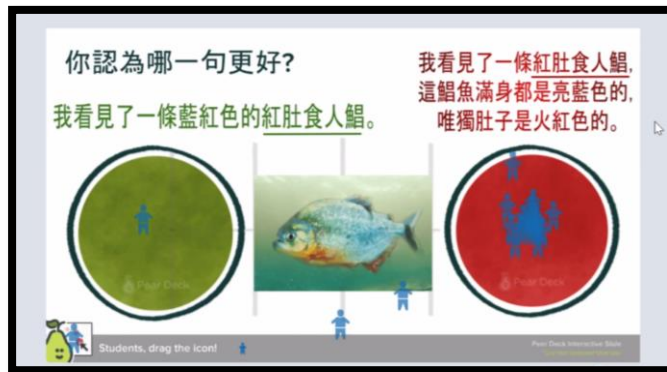 你認為哪一句更好?
我看見了一條藍紅色的紅肚食人鯧。
我看見了一條紅肚食人鯧,
這鯧魚滿身都是亮藍色的,
唯獨肚子是火紅色的。
Pear Deck
Pear Deck
Students, drag the icon!
Pear Deck Interactive Slide